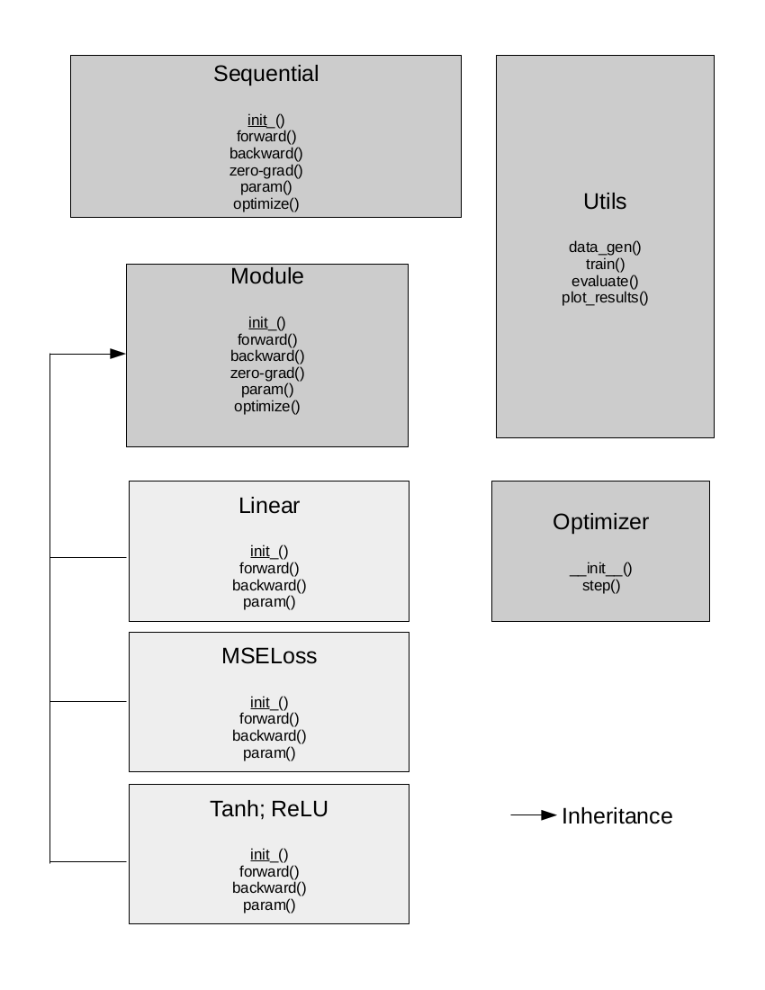 Sequential
init_()
forward()
backward()
zero-grad()
param()
optimize()
Utils
data_gen()
train()
evaluate()
plot_results()
Module
init_()
forward()
backward()
zero-grad()
param()
optimize()
Linear
init_()
forward()
backward()
param()
Optimizer
__init__()
step()
MSELoss
init_()
forward()
backward()
param()
Tanh; ReLU
init_()
forward()
backward()
param()
Inheritance